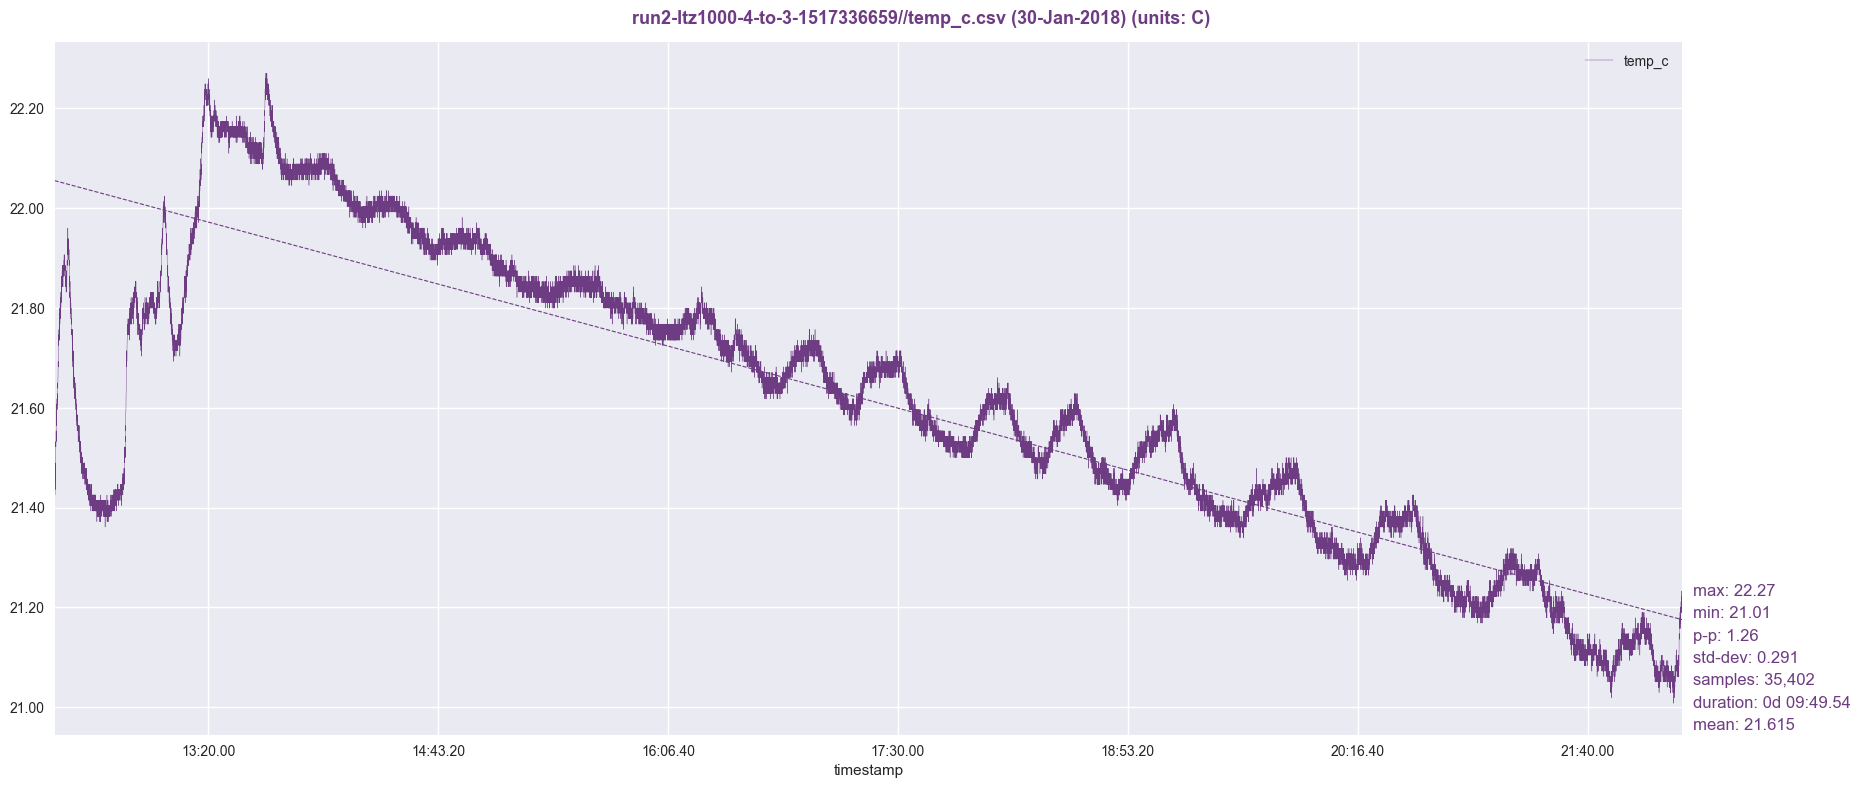 run2-ltz1000-4-to-3-1517336659//temp_c.csv (30-Jan-2018) (units: C)
temp_c
22.20
22.00
21.80
21.60
21.40
21.20
21.00
max: 22.27
min: 21.01
p-p: 1.26
std-dev: 0.291
samples: 35,402
duration: 0d 09:49.54
mean: 21.615
13:20.00 14:43.20 16:06.40 17:30.00 18:53.20 20:16.40 21:40.00
timestamp